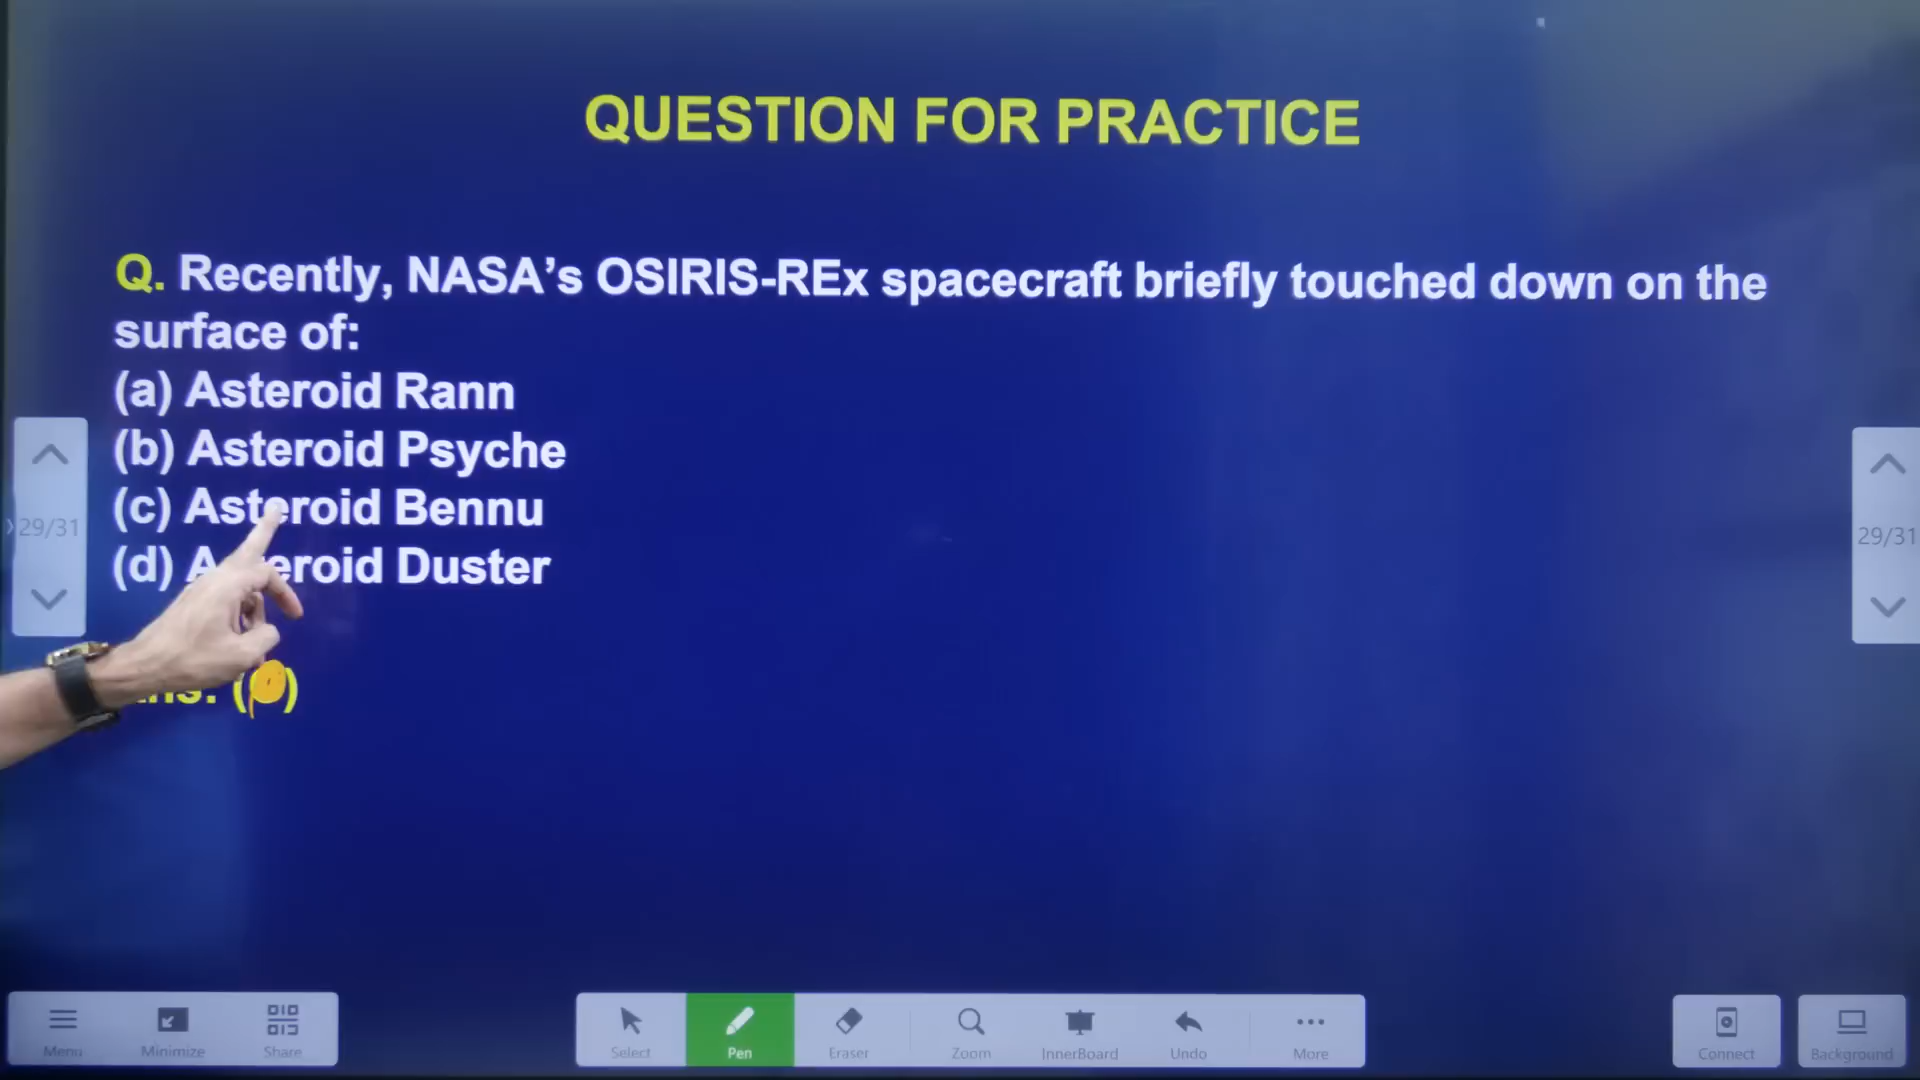 QUESTION FOR PRACTICE
Q. Recently, NASA's OSIRIS-REx spacecraft briefly touched down on the
surface of:
(a) Asteroid Rann
(b) Asteroid Psyche
(c) Asteroid Bennu
(d) Asteroid Duster
29/31
29/31
Menu Minimize Share Select Pen Eraser Zoom InnerBoard Undo More Connect Background